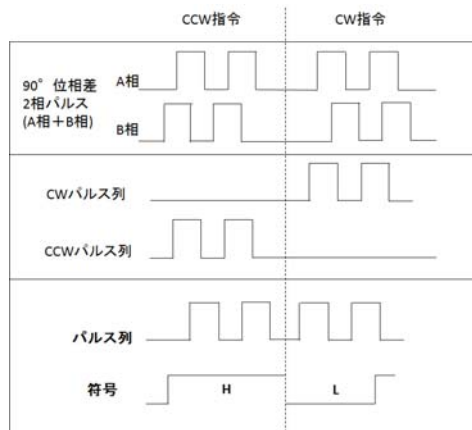 CCW指令 CW指令
90° 位相差
2相パルス
(A相+B相)
A相
B相
CWパルス列
CCWパルス列
パルス列
符号 H L